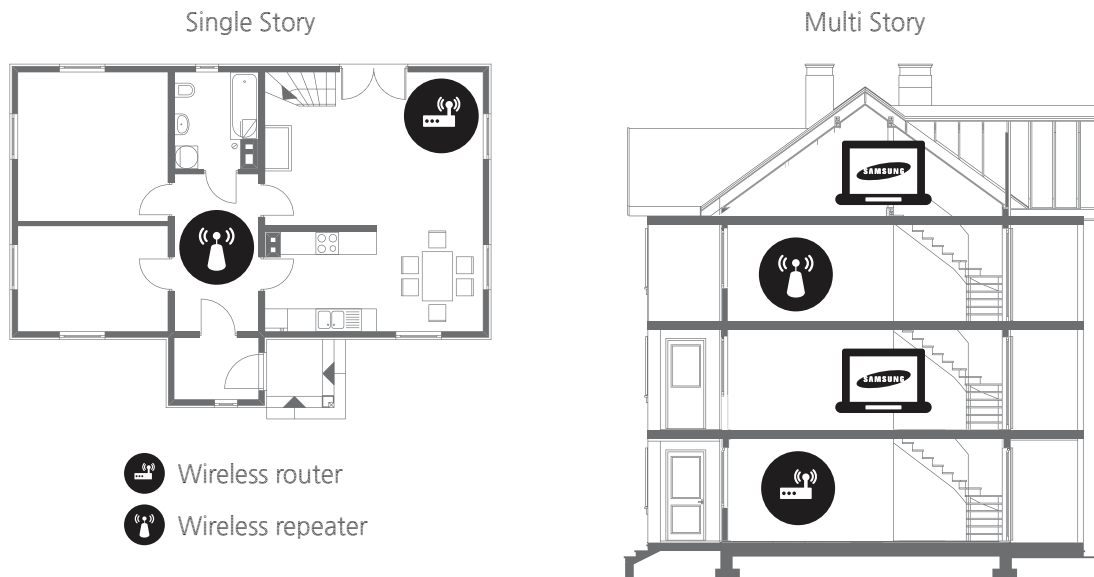 Single Story
Multi Story
SAMSUNG
SAMSUNG
Wireless router
Wireless repeater